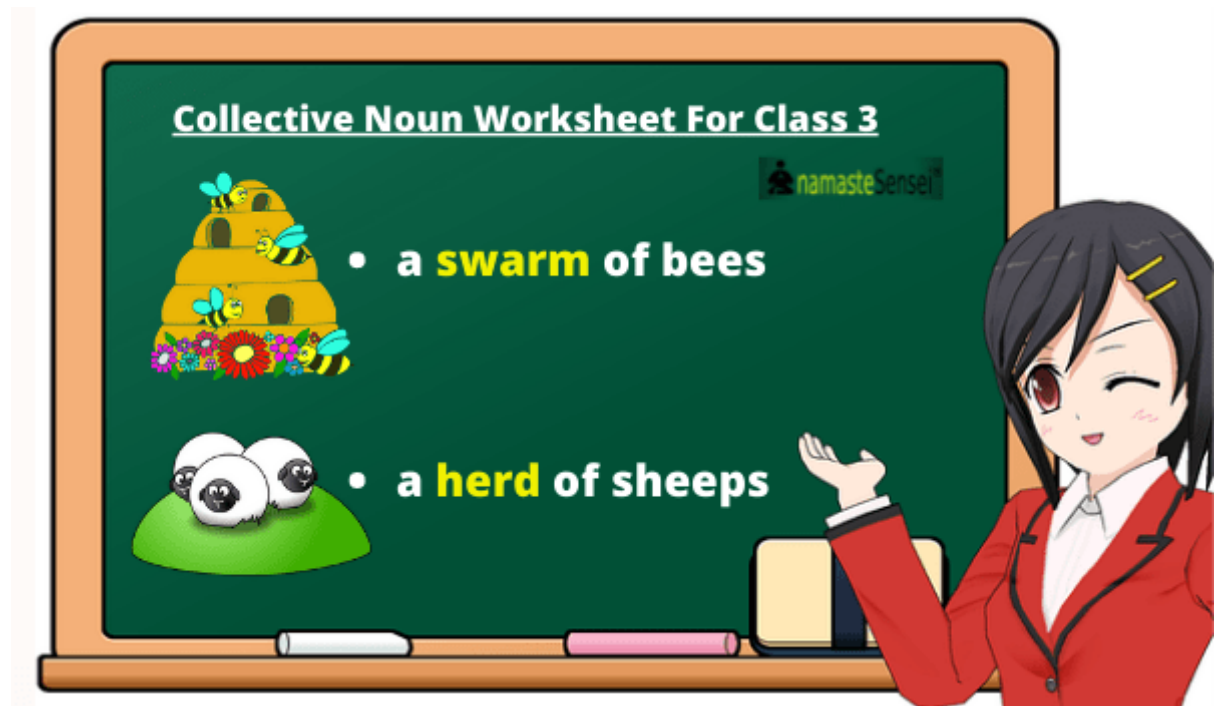 Collective Noun Worksheet For Class 3
namasteSensei®
• a swarm of bees
• a herd of sheeps